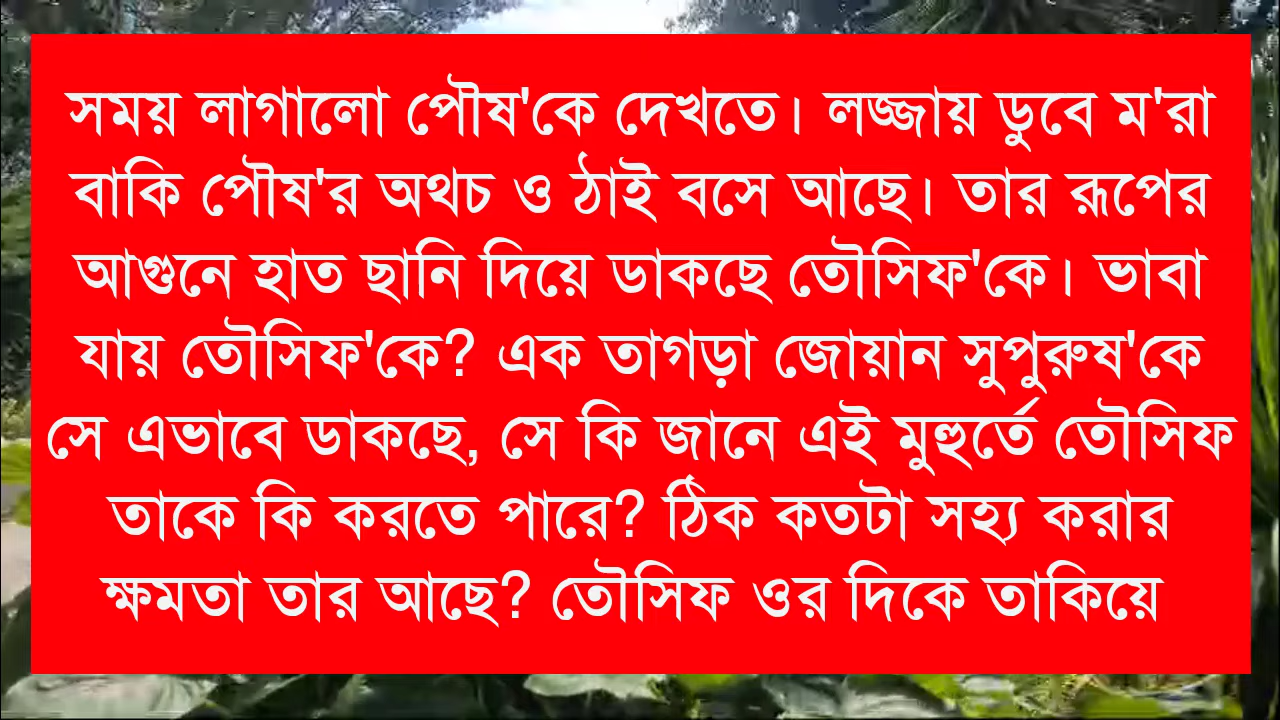 সময় লাগালো পৌষ'কে দেখতে। লজ্জায় ডুবে ম'রা
বাকি পৌষ'র অথচ ও ঠাই বসে আছে। তার রূপের
আগুনে হাত ছানি দিয়ে ডাকছে তৌসিফ'কে। ভাবা
যায় তৌসিফ'কে? এক তাগড়া জোয়ান সুপুরুষ'কে
সে এভাবে ডাকছে, সে কি জানে এই মুহুর্তে তৌসিফ
তাকে কি করতে পারে? ঠিক কতটা সহ্য করার
ক্ষমতা তার আছে? তৌসিফ ওর দিকে তাকিয়ে